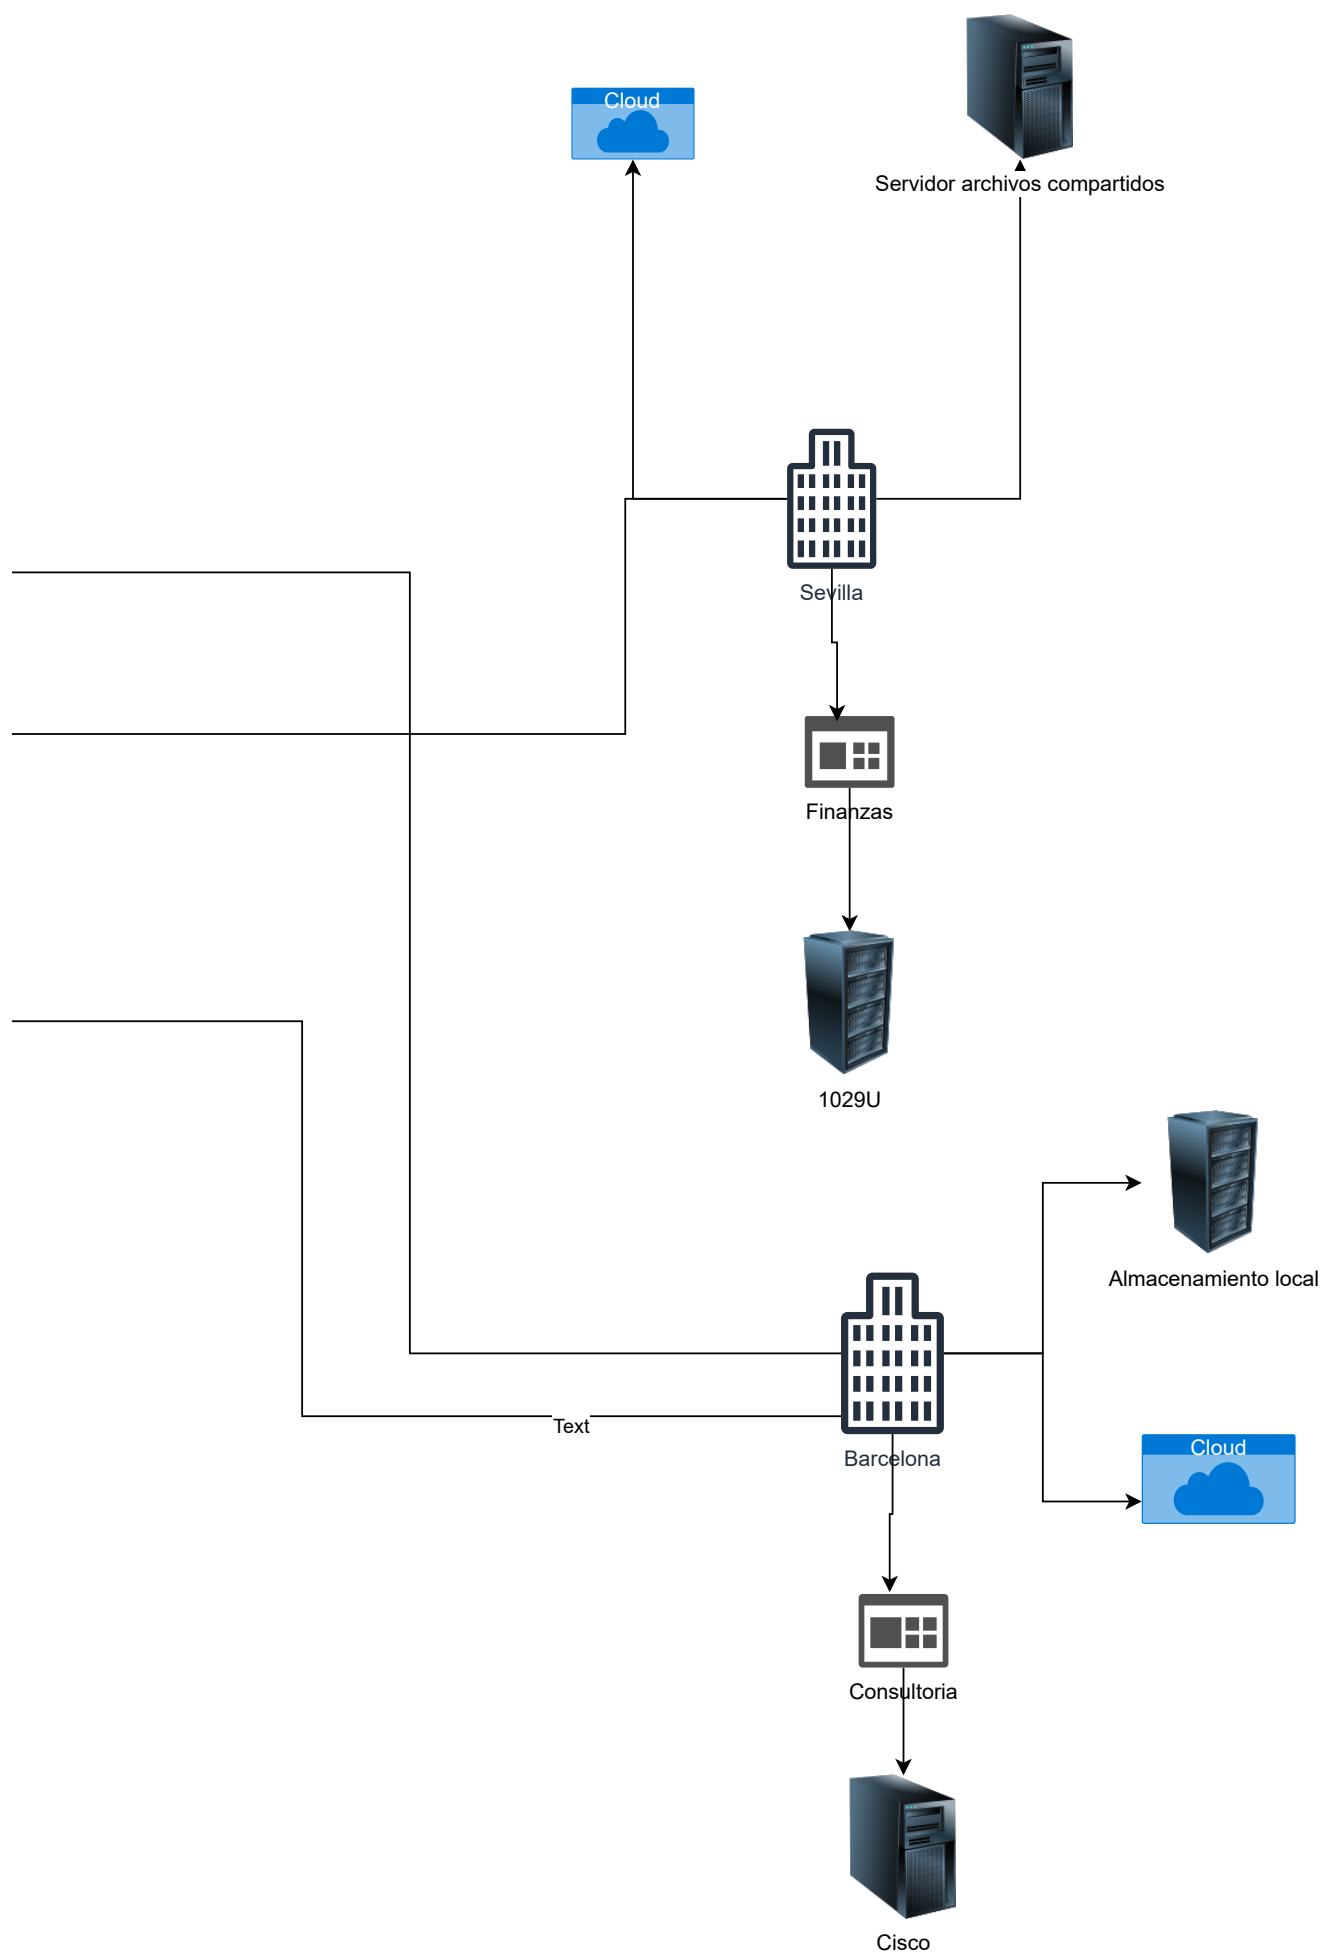 Cloud
Servidor archivos compartidos
Sevilla
Finanzas
1029U
Almacenamiento local
Text
Barcelona
Cloud
Consultoria
Cisco